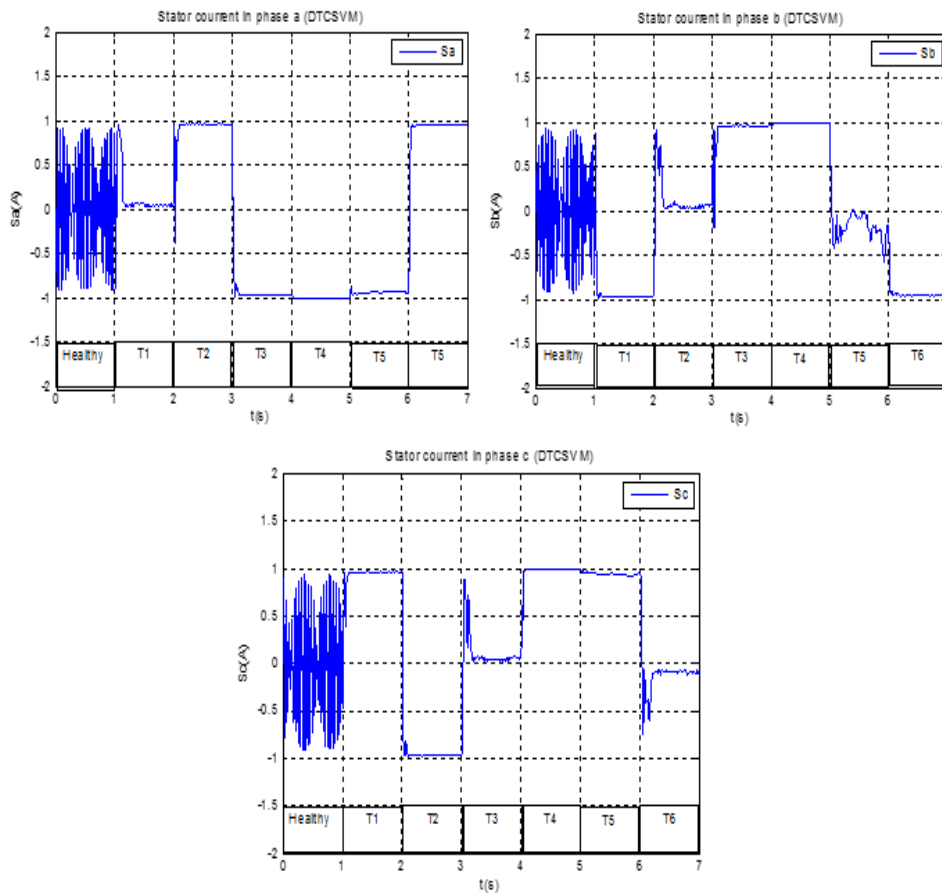 Stator courrent in phase a (DTCSVM)
2
1.5
1
0.5
0
-0.5
-1
-1.5
-2
Sa(A)
Sa
Healthy T1 T2 T3 T4 T5 T5
0 1 2 3 4 5 6 7
t(s)
Stator courrent in phase b (DTCSVM)
2
1.5
1
0.5
0
-0.5
-1
-1.5
-2
Sb(A)
Sb
Healthy T1 T2 T3 T4 T5 T6
0 1 2 3 4 5 6 7
t(s)
Stator courrent in phase c (DTCSVM)
2
1.5
1
0.5
0
-0.5
-1
-1.5
-2
Sc(A)
Sc
Healthy T1 T2 T3 T4 T5 T6
0 1 2 3 4 5 6 7
t(s)